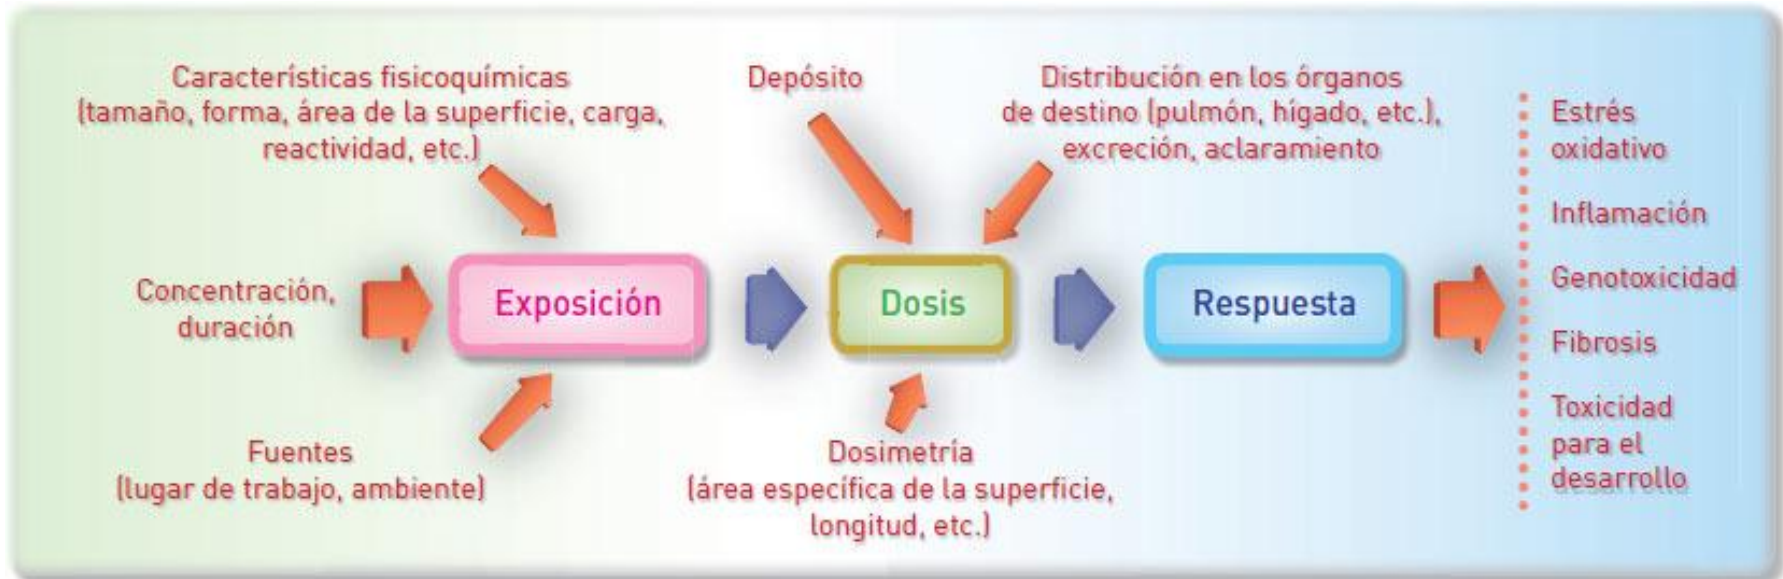 Características fisicoquímicas
(tamaño, forma, área de la superficie, carga,
reactividad, etc.)
Depósito
Distribución en los órganos
de destino (pulmón, hígado, etc.),
excreción, aclaramiento
Concentración,
duración
Exposición
Dosis
Respuesta
Fuentes
(lugar de trabajo, ambiente)
Dosimetría
(área específica de la superficie,
longitud, etc.)
Estrés
oxidativo
Inflamación
Genotoxicidad
Fibrosis
Toxicidad
para el
desarrollo